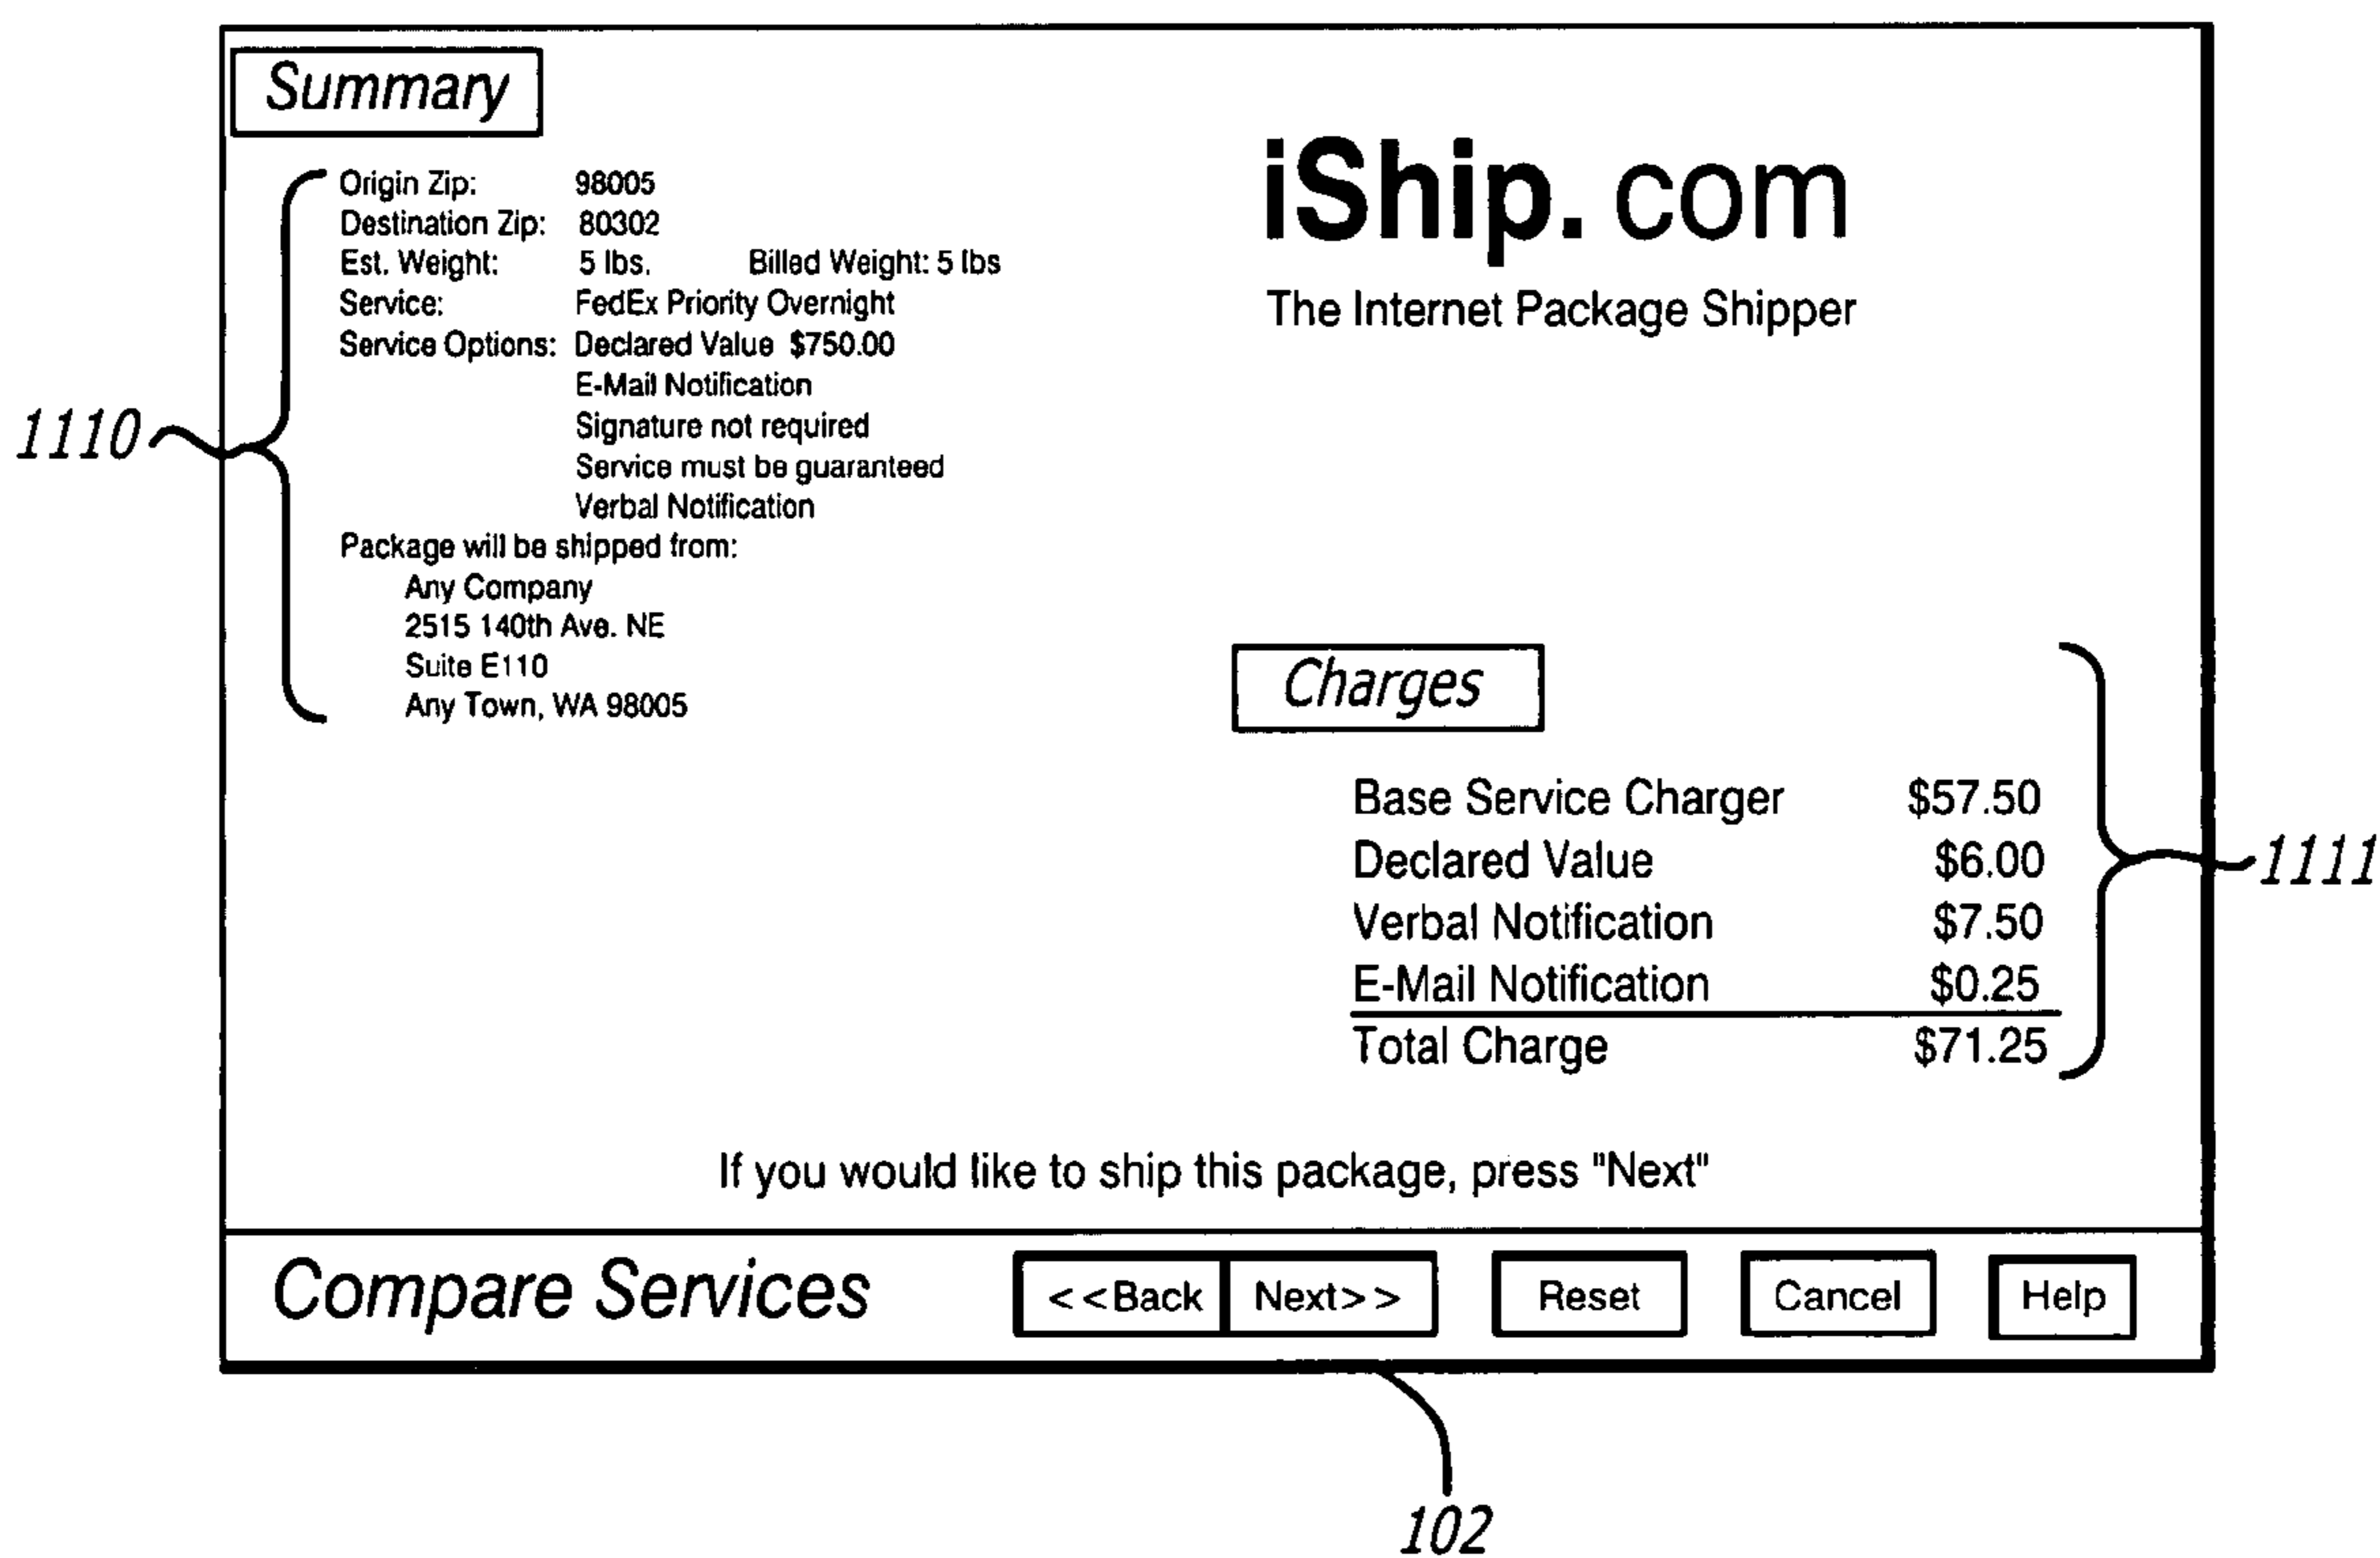 Summary
iShip. com
The Internet Package Shipper
Origin Zip: 98005
Destination Zip: 80302
Est. Weight: 5 lbs. Billed Weight: 5 lbs
Service: FedEx Priority Overnight
Service Options: Declared Value $750.00
E-Mail Notification
Signature not required
Service must be guaranteed
Verbal Notification
Package will be shipped from:
Any Company
2515 140th Ave. NE
Suite E110
Any Town, WA 98005
1110
Charges
Base Service Charger $57.50
Declared Value $6.00
Verbal Notification $7.50
E-Mail Notification $0.25
Total Charge $71.25
1111
If you would like to ship this package, press "Next"
Compare Services <<Back Next>> Reset Cancel Help
102